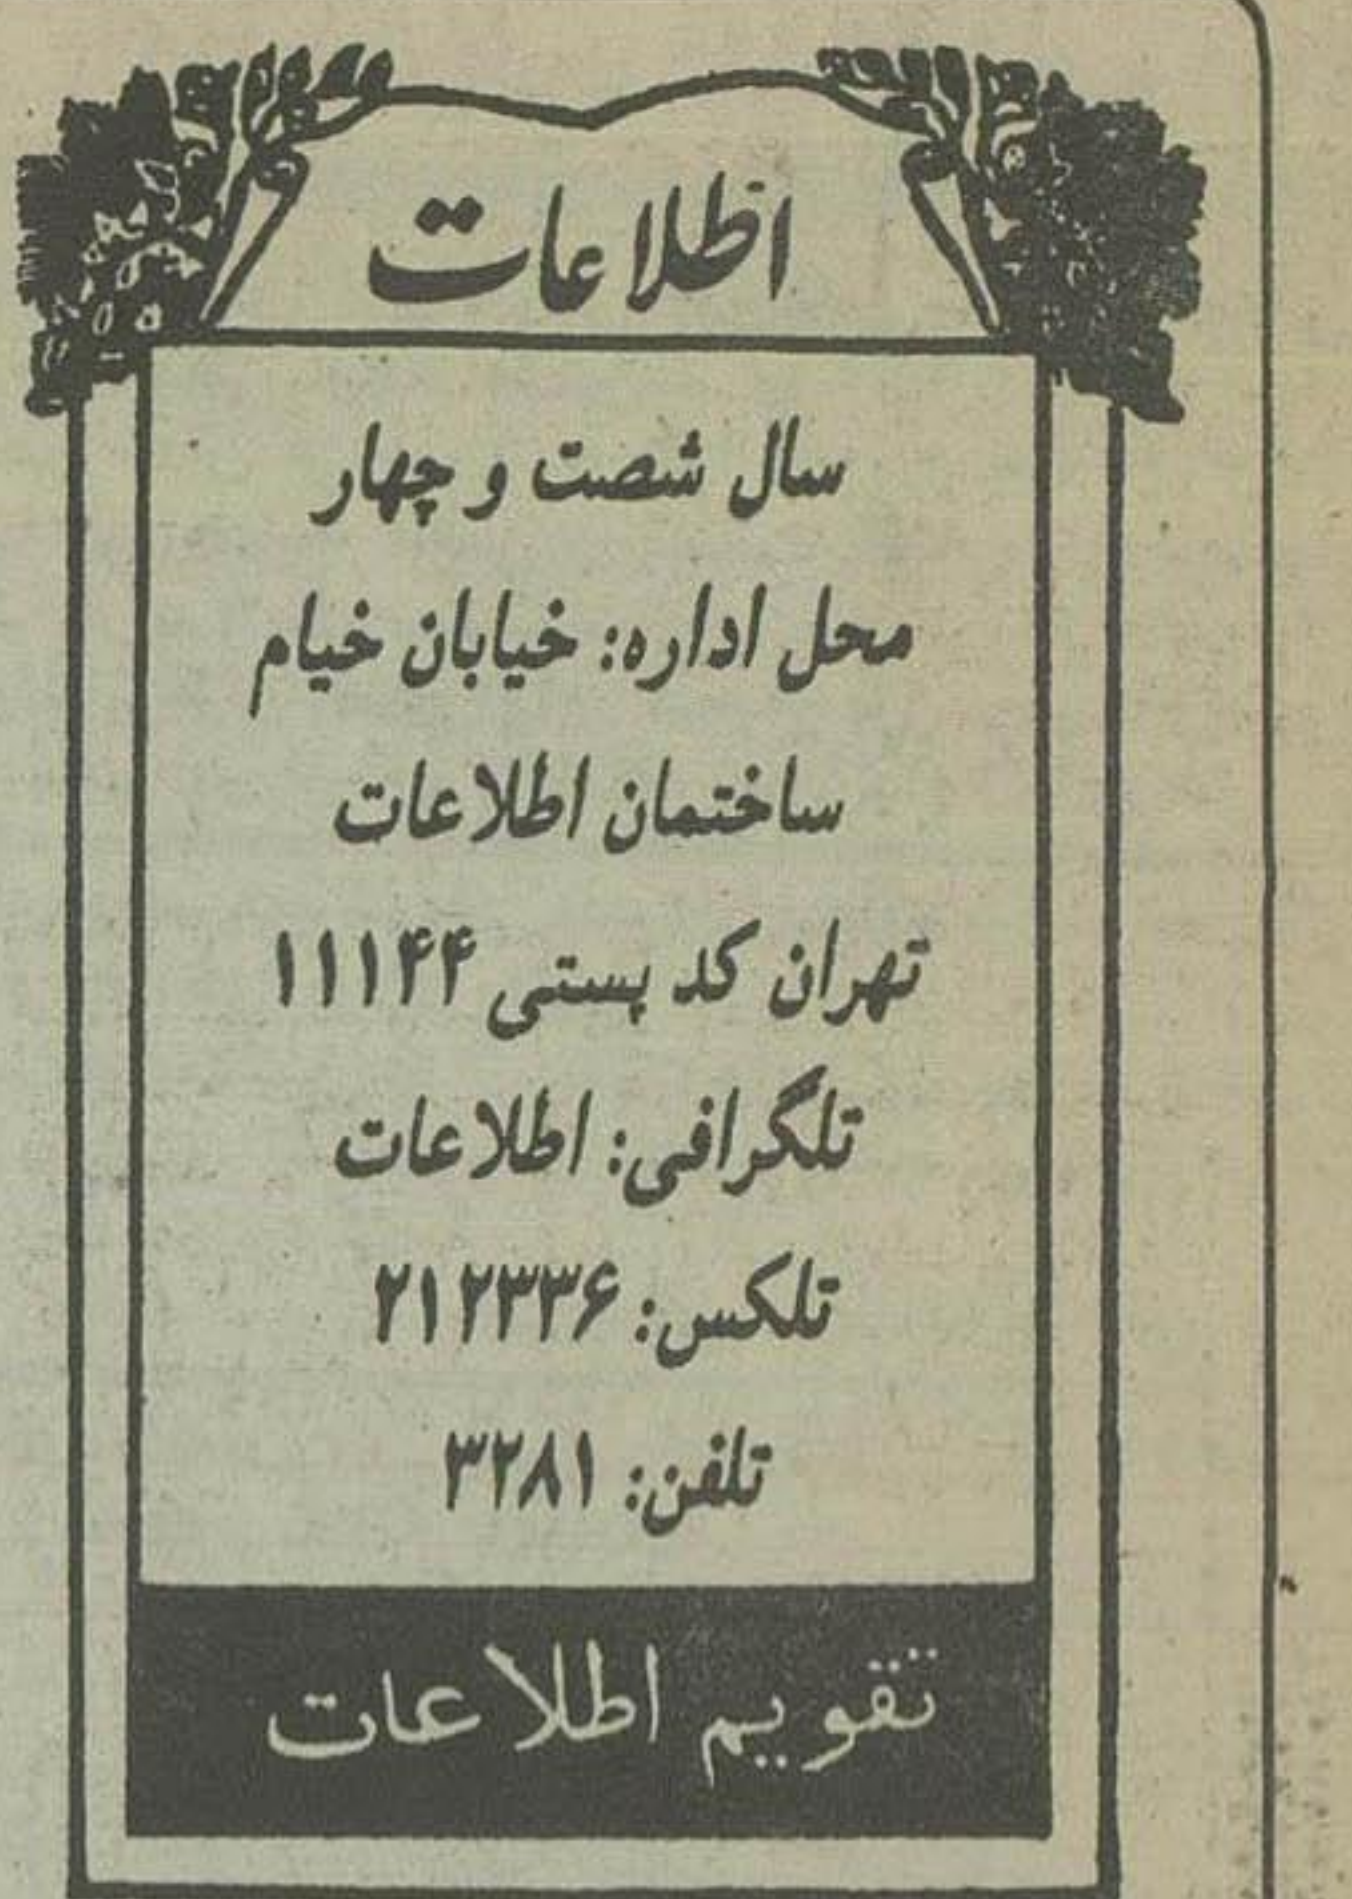 اطلاعات
سال شصت و چهار
محل اداره: خیابان خیام
ساختمان اطلاعات
تهران کد پستی ۱۱۱۴۴
تلگرافی: اطلاعات
تلکس: ۲۱۲۳۳۶
تلفن: ۳۲۸۱
تقویم اطلاعات